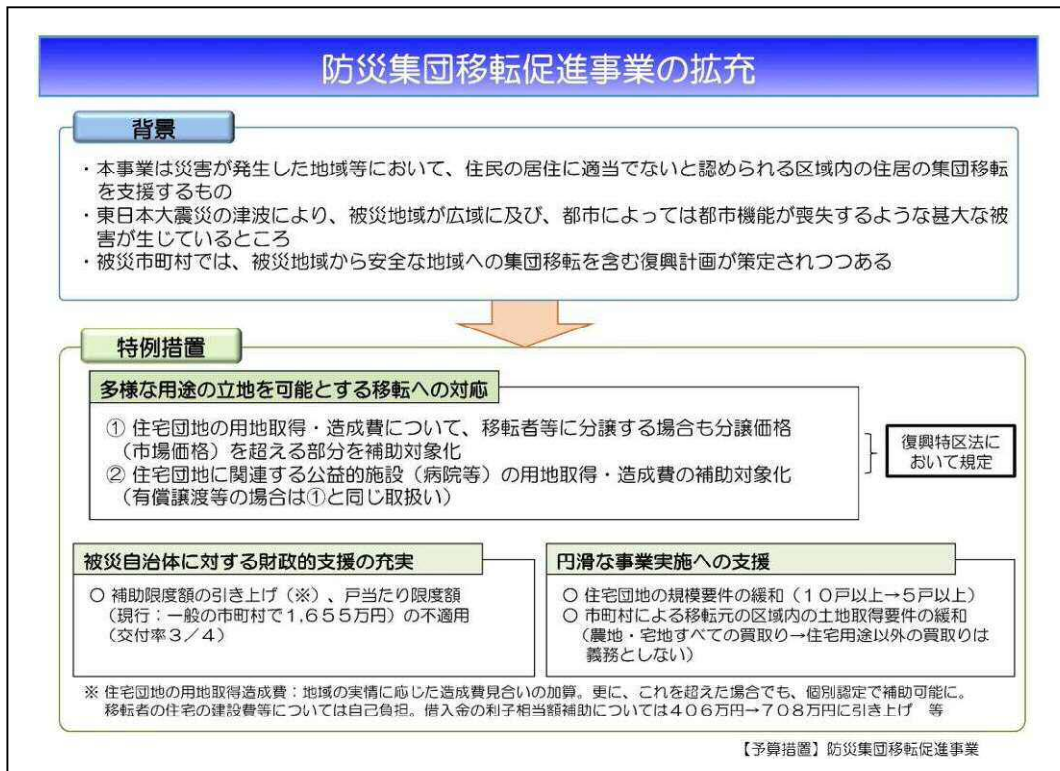 防災集団移転促進事業の拡充
背景
・本事業は災害が発生した地域等において、住民の居住に適当でないと認められる区域内の住居の集団移転
を支援するもの
・東日本大震災の津波により、被災地域が広域に及び、都市によっては都市機能が喪失するような甚大な被
害が生じているところ
・被災市町村では、被災地域から安全な地域への集団移転を含む復興計画が策定されつつある
特例措置
多様な用途の立地を可能とする移転への対応
① 住宅団地の用地取得・造成費について、移転者等に分譲する場合も分譲価格
（市場価格）を超える部分を補助対象化
② 住宅団地に関連する公益的施設（病院等）の用地取得・造成費の補助対象化
（有償譲渡等の場合は①と同じ取扱い）
復興特区法に
おいて規定
被災自治体に対する財政的支援の充実
○ 補助限度額の引き上げ（※）、戸当たり限度額
（現行：一般の市町村で１,６５５万円）の不適用
（交付率３／４）
円滑な事業実施への支援
○ 住宅団地の規模要件の緩和（１０戸以上→５戸以上）
○ 市町村による移転元の区域内の土地取得要件の緩和
（農地・宅地すべての買取り→住宅用途以外の買取りは
義務としない）
※ 住宅団地の用地取得造成費：地域の実情に応じた造成費見合いの加算。更に、これを超えた場合でも、個別認定で補助可能に。
移転者の住宅の建設費等については自己負担。借入金の利子相当額補助については４０６万円→７０８万円に引き上げ　等
【予算措置】防災集団移転促進事業